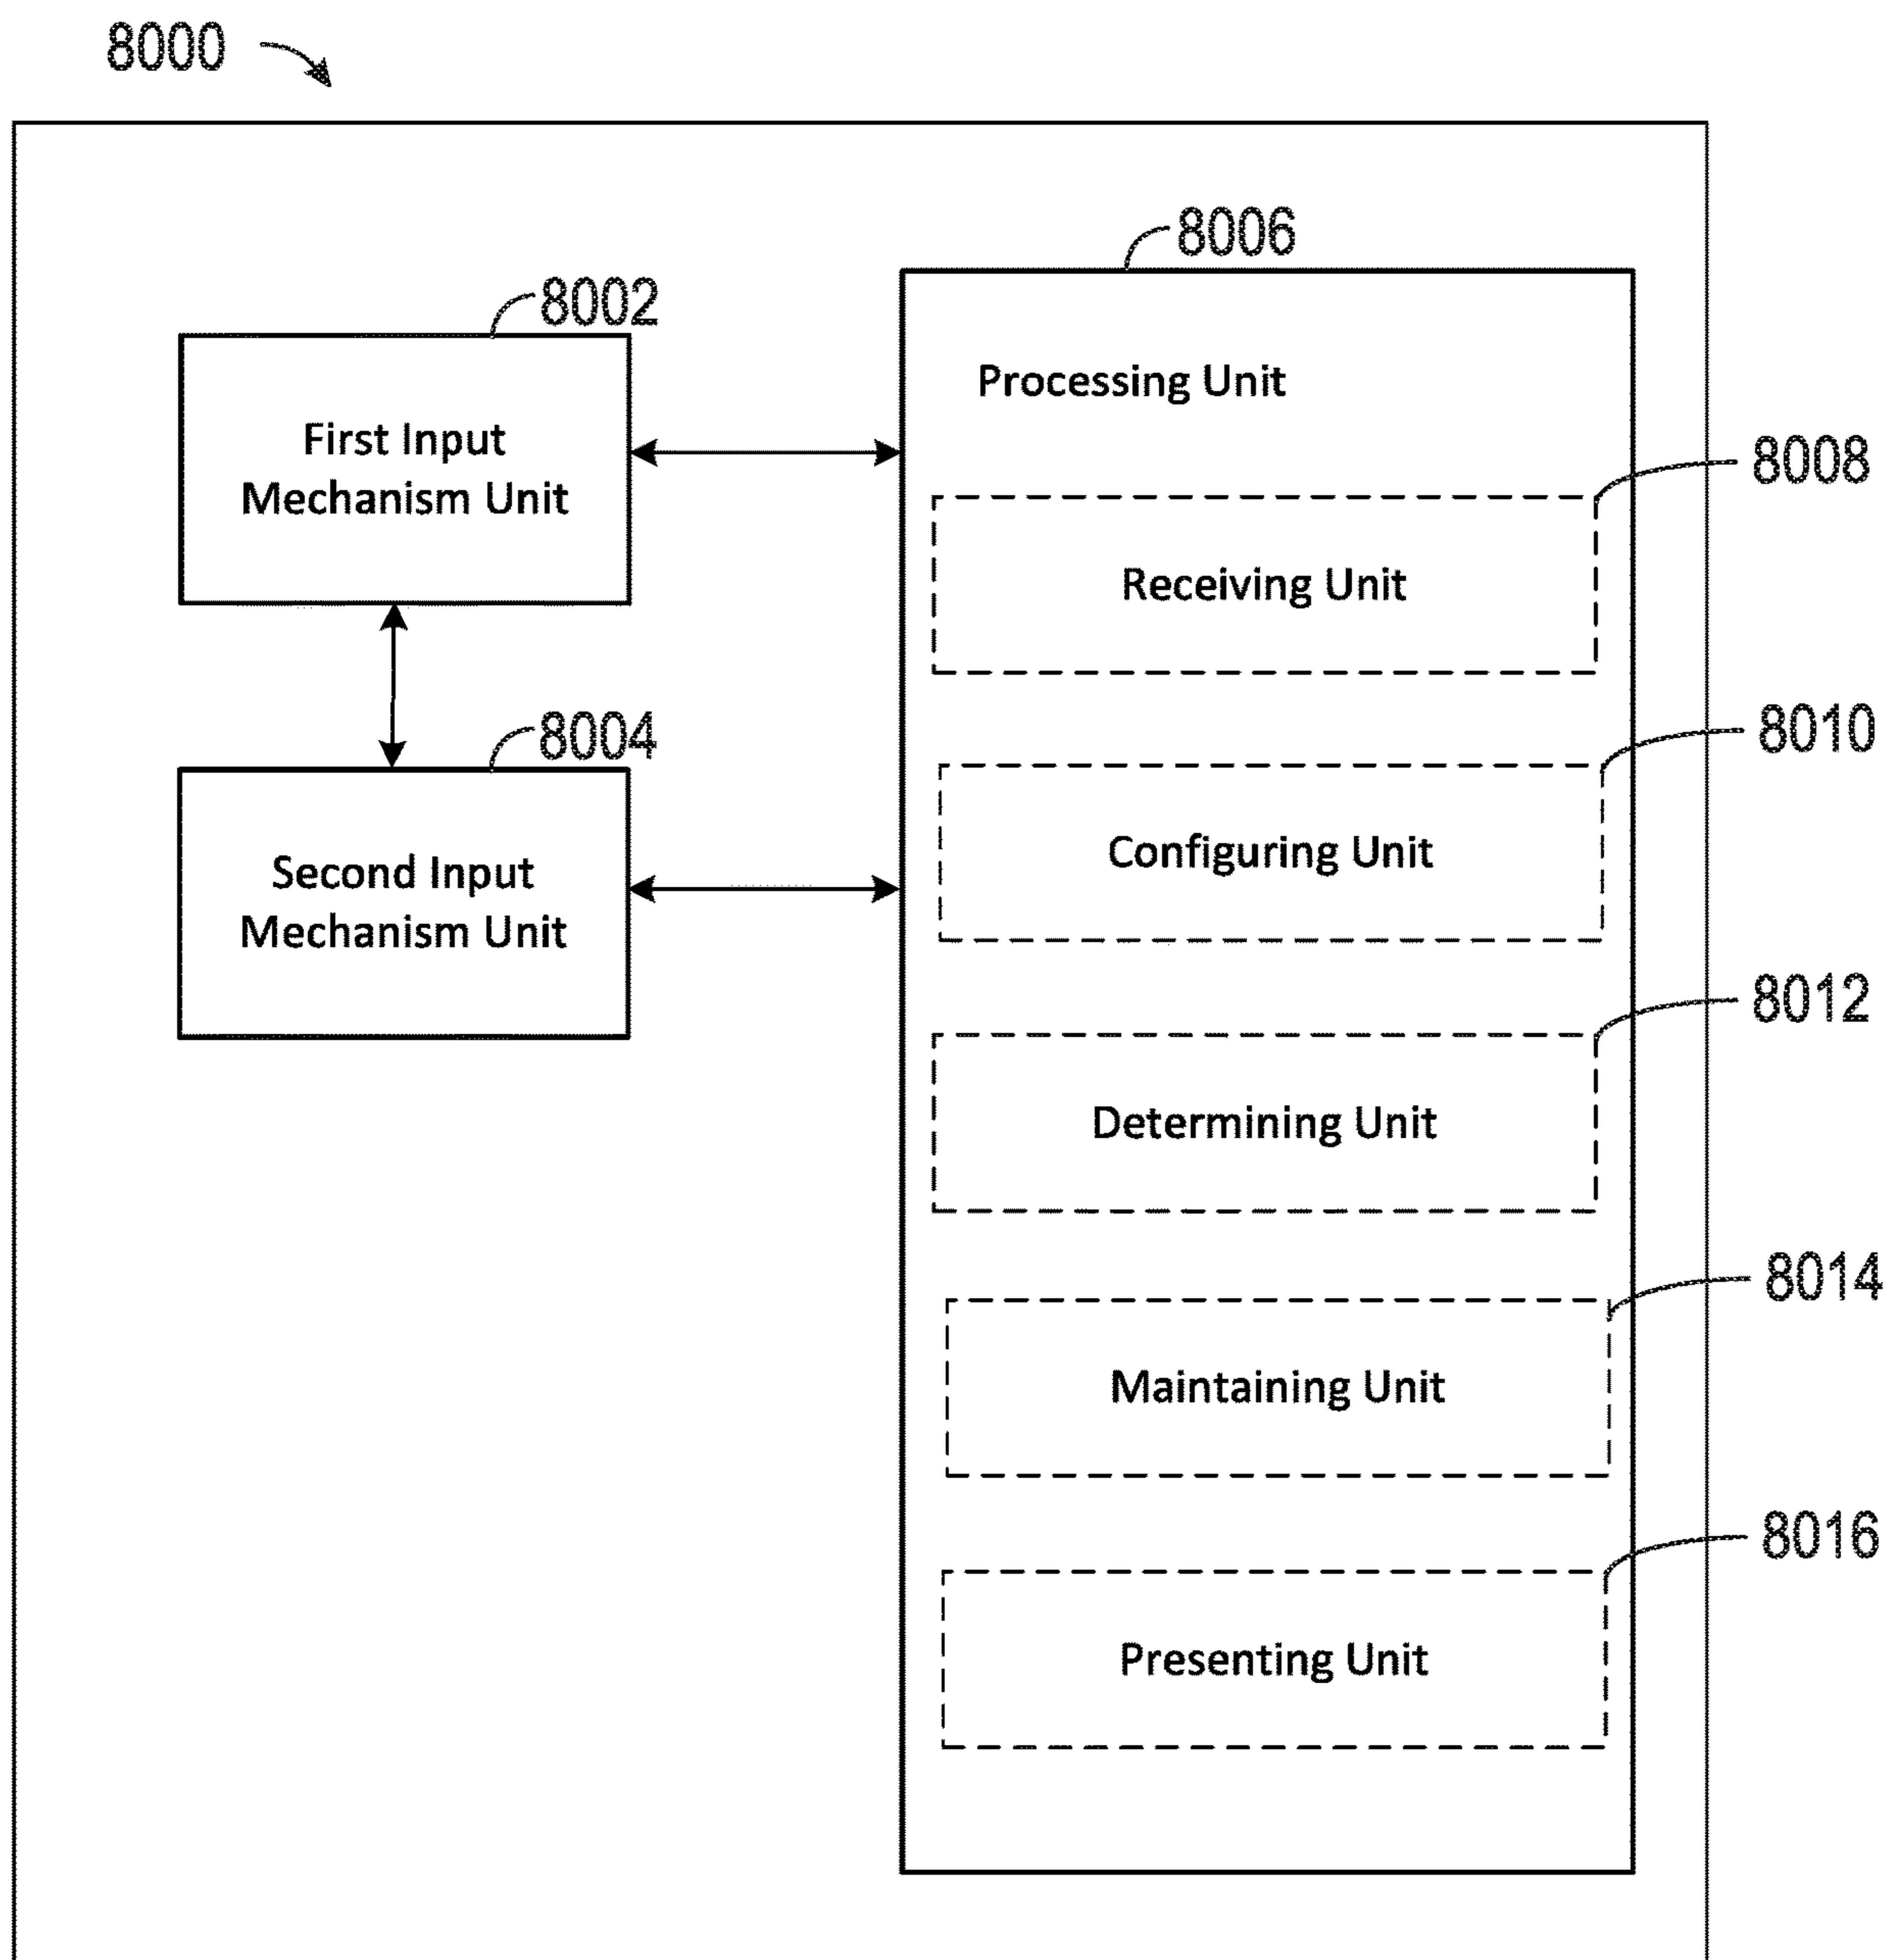 8000
8006
8002
Processing Unit
First Input
Mechanism Unit
8008
Receiving Unit
8004
8010
Second Input
Mechanism Unit
Configuring Unit
8012
Determining Unit
8014
Maintaining Unit
8016
Presenting Unit